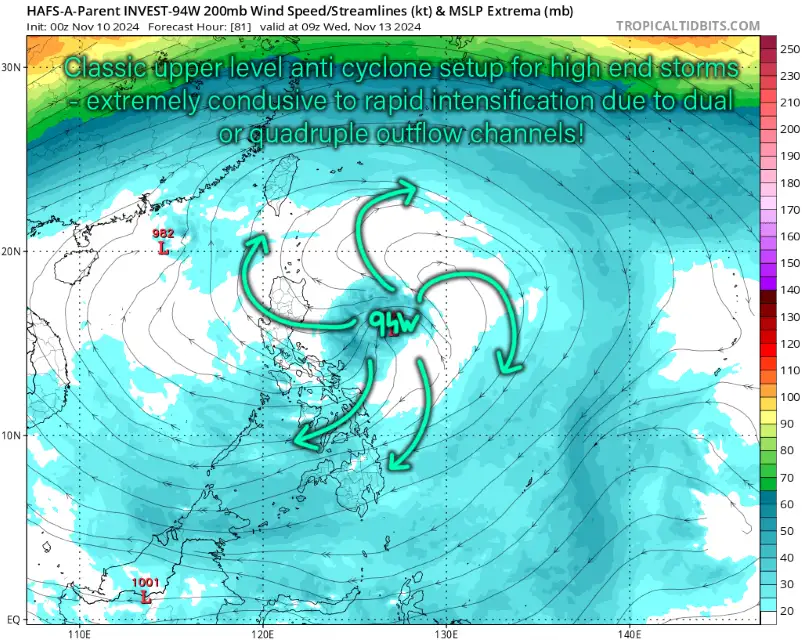 HAFS-A-Parent INVEST-94W 200mb Wind Speed/Streamlines (kt) & MSLP Extrema (mb)
Init: 00z Nov 10 2024 Forecast Hour: [81] valid at 09z Wed, Nov 13 2024
TROPICALTIDBITS.COM
Classic upper level anti cyclone setup for high end storms
- extremely condusive to rapid intensification due to dual
or quadruple outflow channels!
30N
20N
10N
EQ
982
L
94W
1001
L
110E
120E
130E
140E
250
230
220
210
200
190
180
170
160
150
140
130
120
110
100
90
80
70
60
50
40
30
20